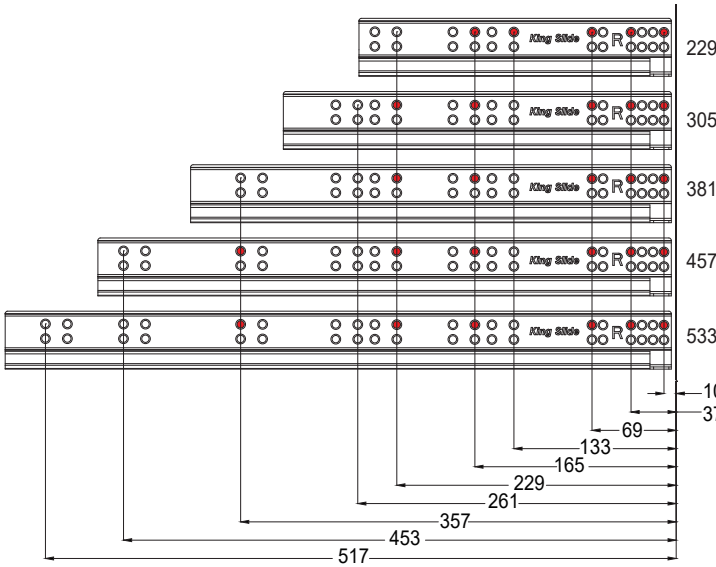 King Slide R 229
King Slide R 305
King Slide R 381
King Slide R 457
King Slide R 533
10
37
69
133
165
229
261
357
453
517